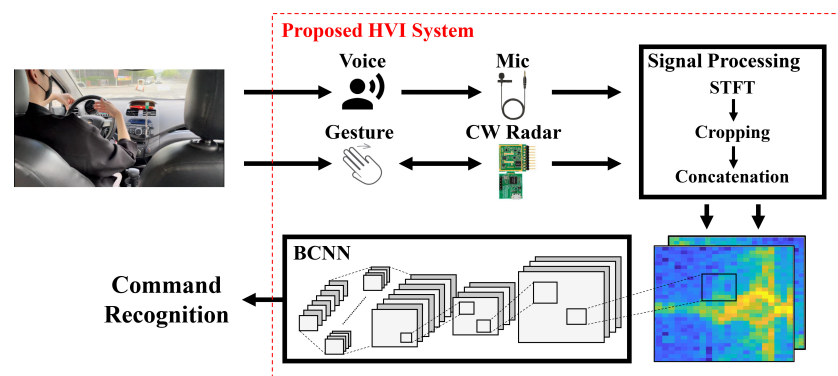 Proposed HVI System
Voice
Mic
Signal Processing
STFT
Cropping
Concatenation
Gesture
CW Radar
BCNN
Command
Recognition